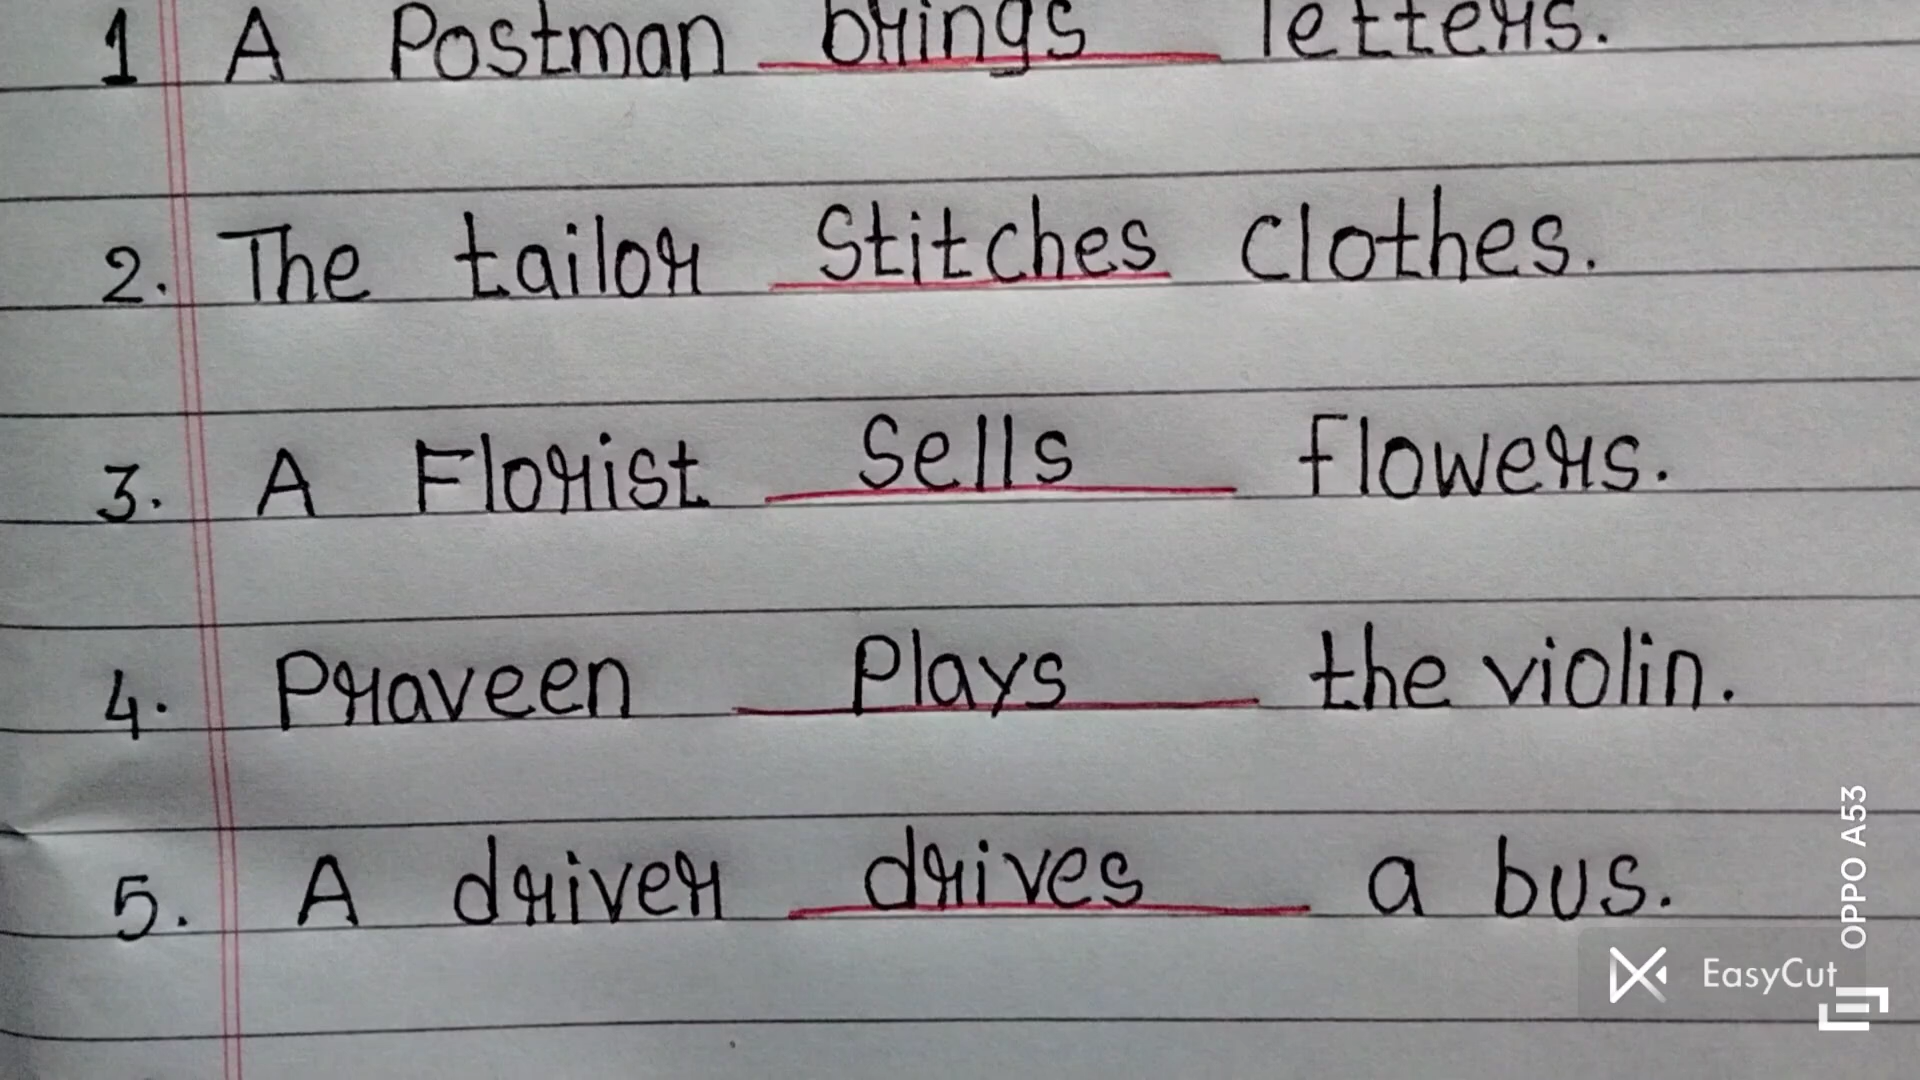 1 A Postman brings letters.
2. The tailor Stitches clothes.
3. A Florist Sells flowers.
4. Praveen Plays the violin.
5. A driver drives a bus.
OPPO A53
EasyCut